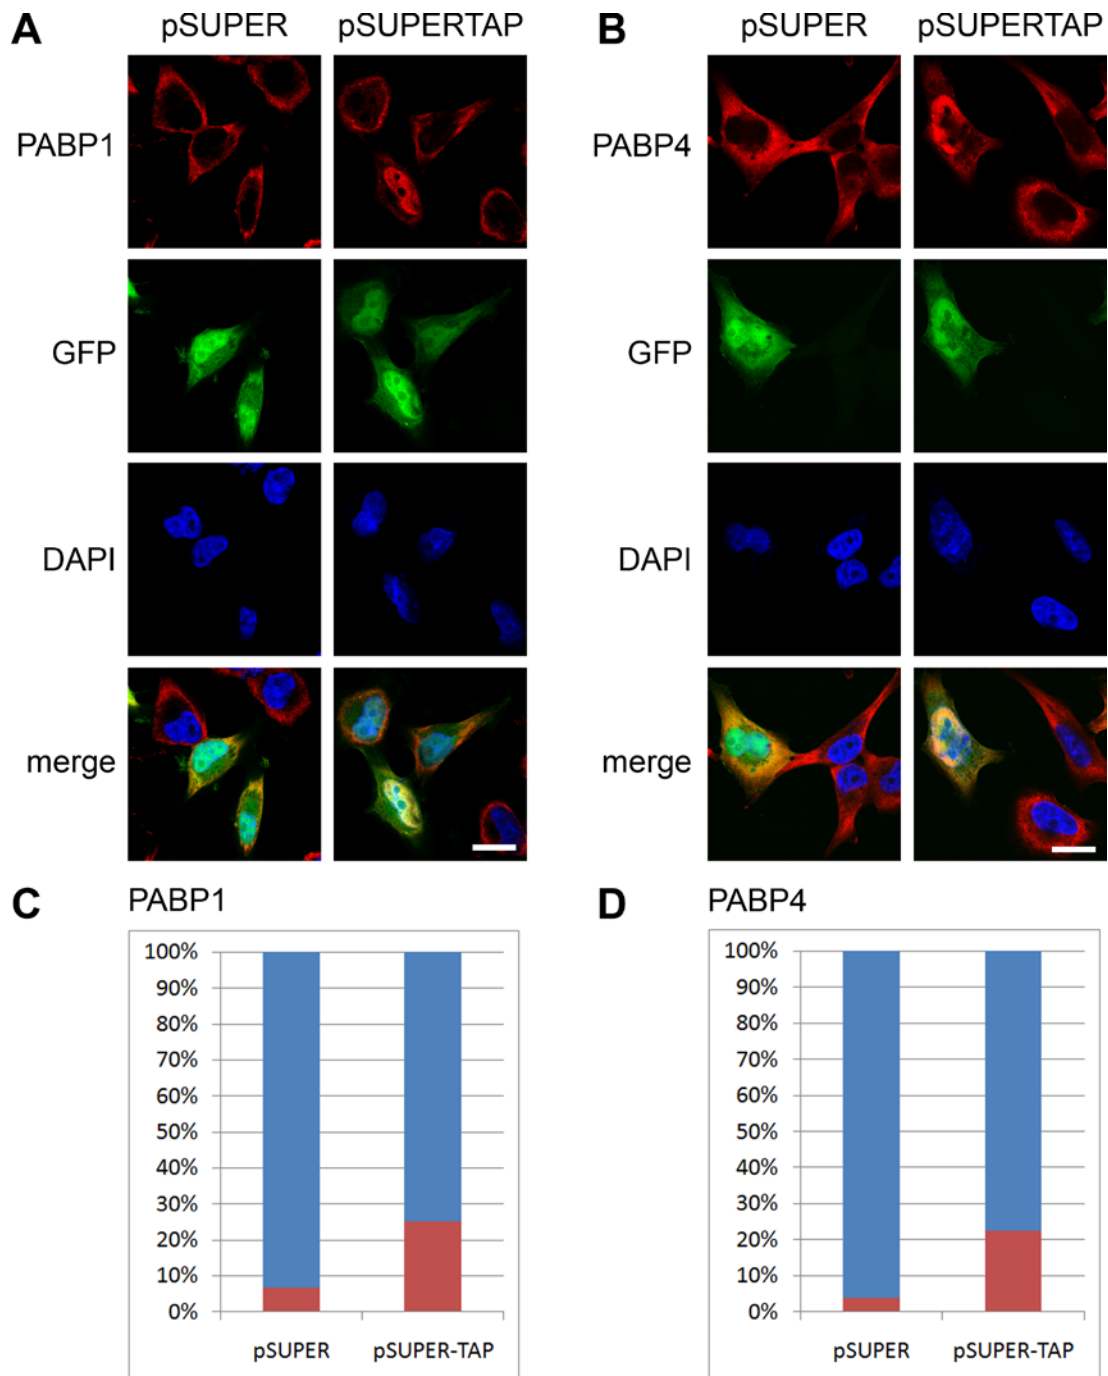 A pSUPER pSUPERTAP
B pSUPER pSUPERTAP
PABP1
PABP4
GFP
GFP
DAPI
DAPI
merge
merge
C PABP1
100%
90%
80%
70%
60%
50%
40%
30%
20%
10%
0%
pSUPER pSUPER-TAP
D PABP4
100%
90%
80%
70%
60%
50%
40%
30%
20%
10%
0%
pSUPER pSUPER-TAP